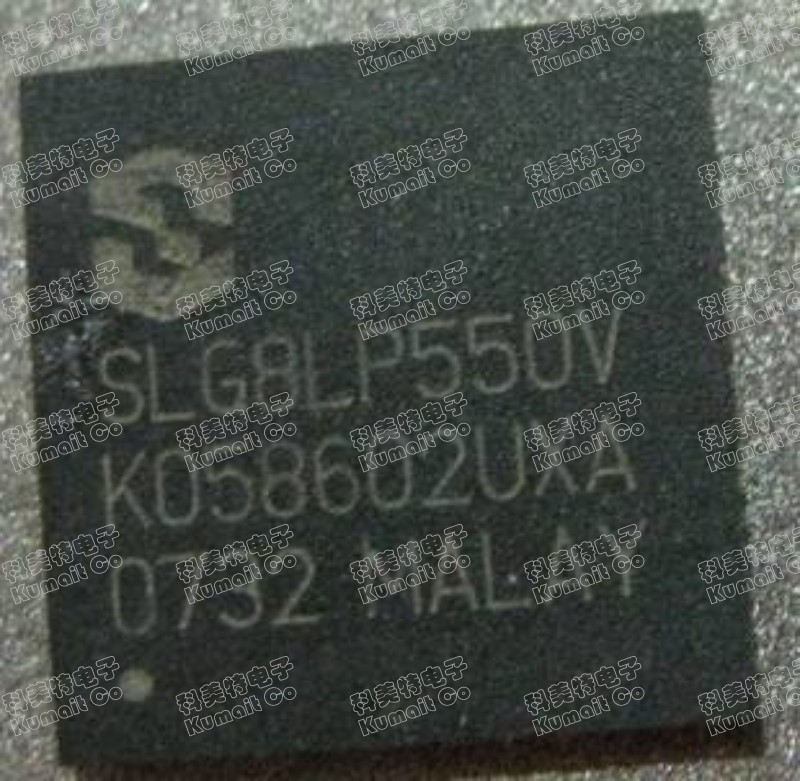 S
SLG8LP550V
K058602UXA
0732 MALAY
科美特电子
Kumait Co